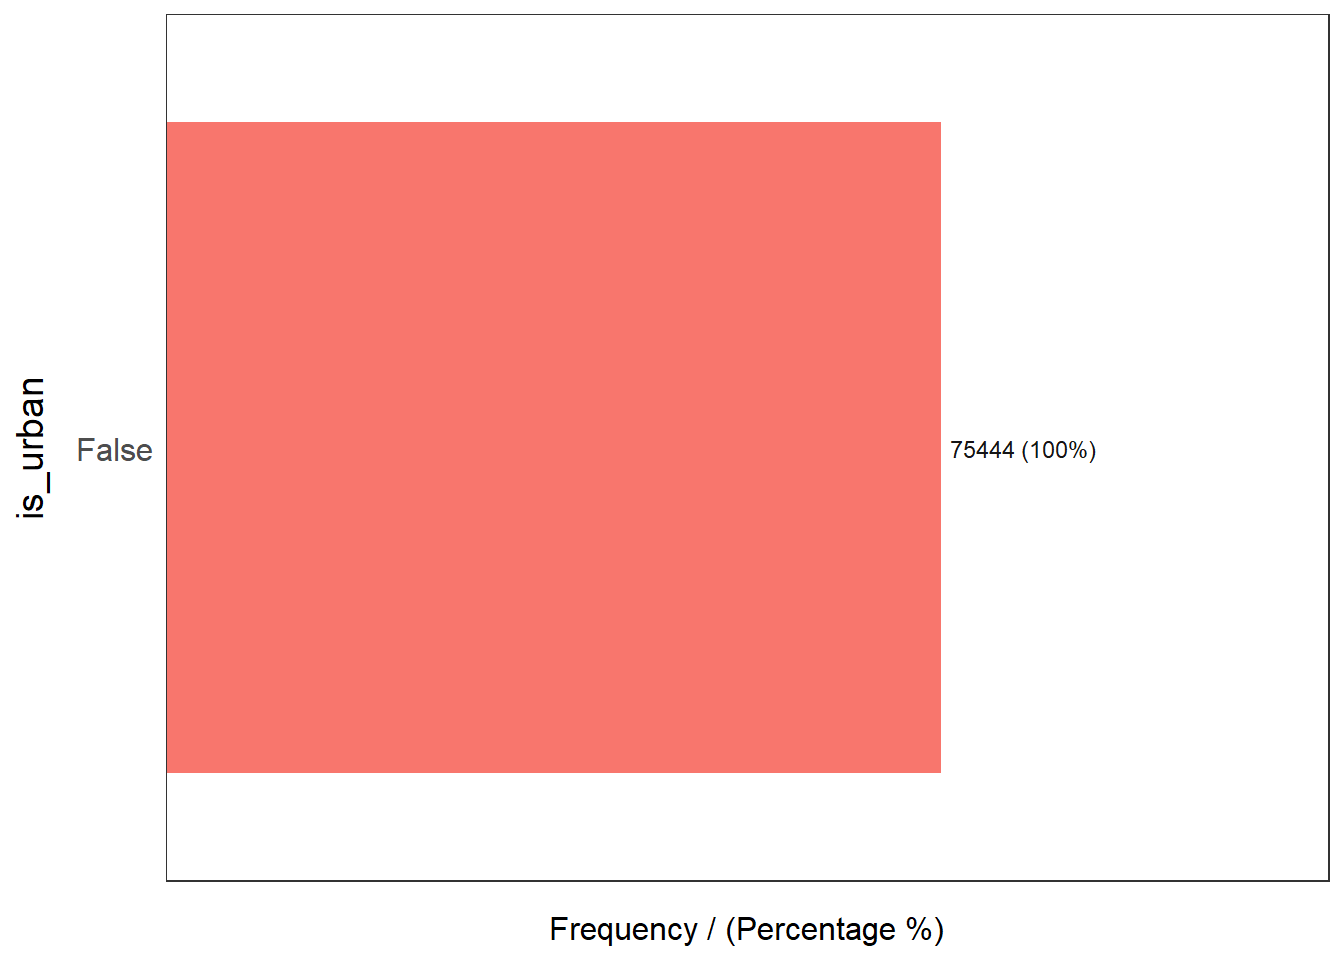 is_urban
False
75444 (100%)
Frequency / (Percentage %)